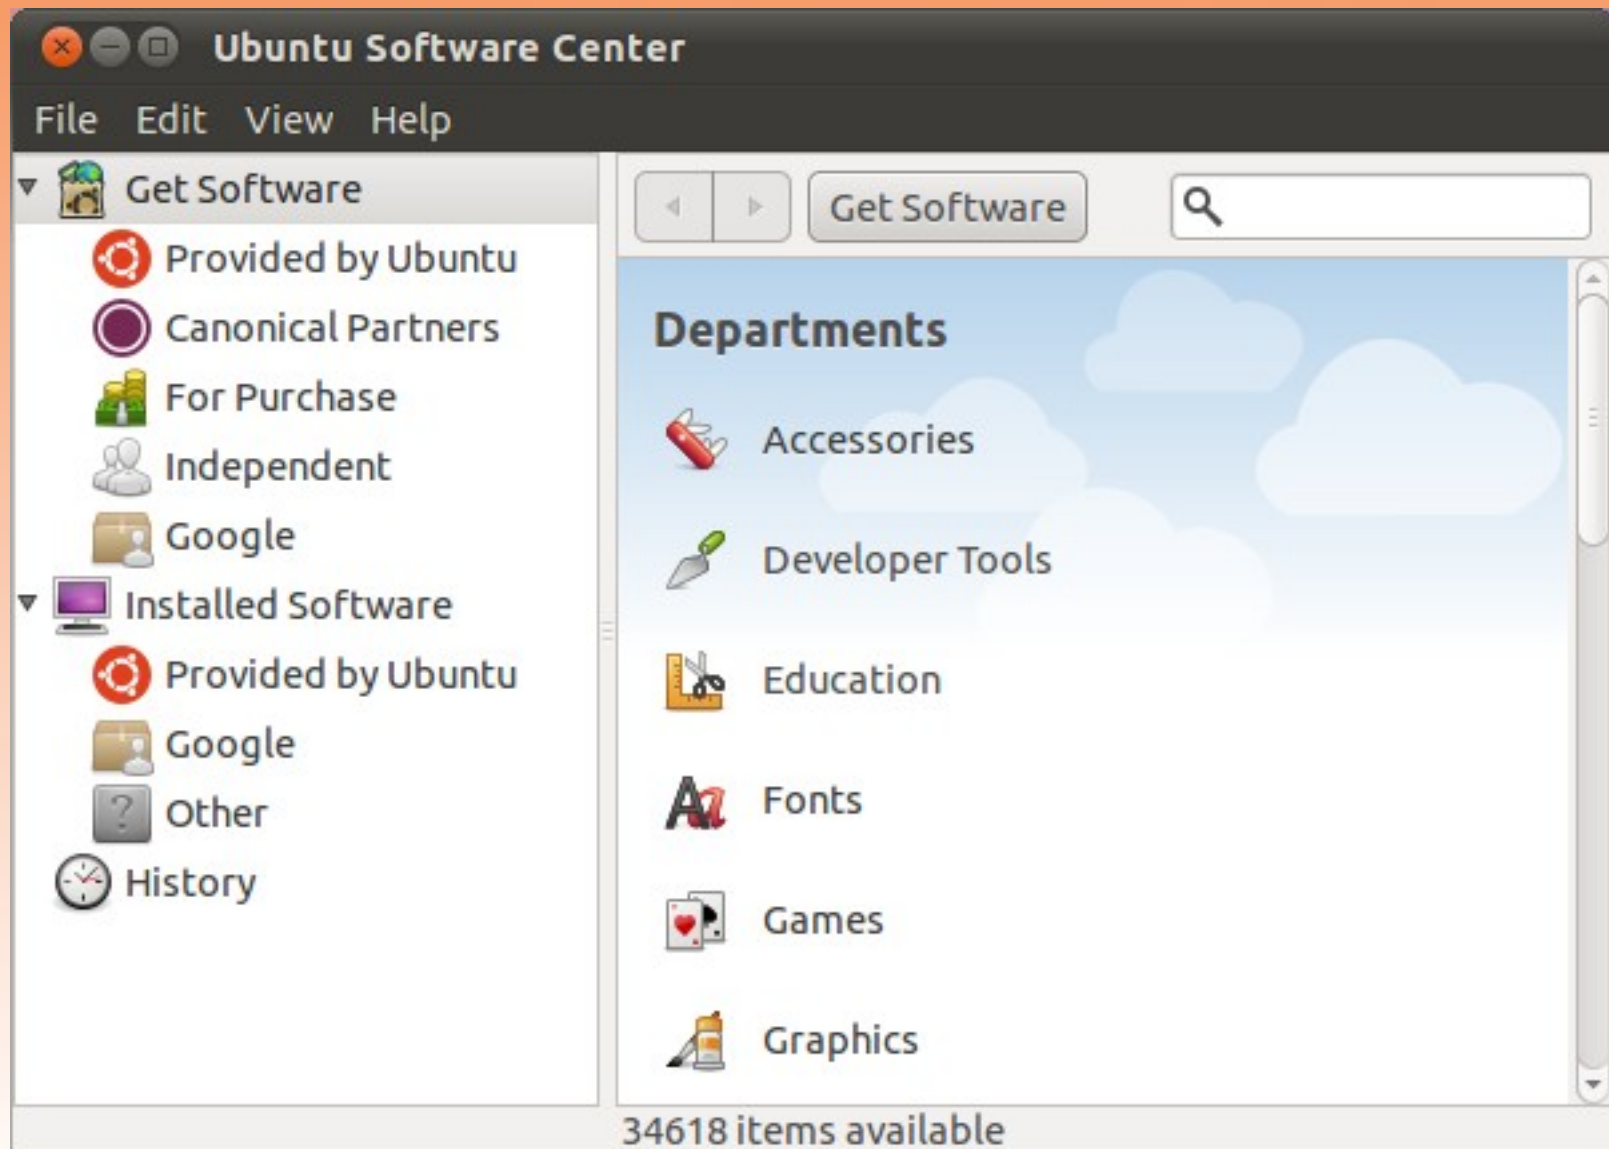 Ubuntu Software Center
File Edit View Help
Get Software
Provided by Ubuntu
Canonical Partners
For Purchase
Independent
Google
Installed Software
Provided by Ubuntu
Google
? Other
History
Get Software
Departments
Accessories
Developer Tools
Education
Fonts
Games
Graphics
34618 items available